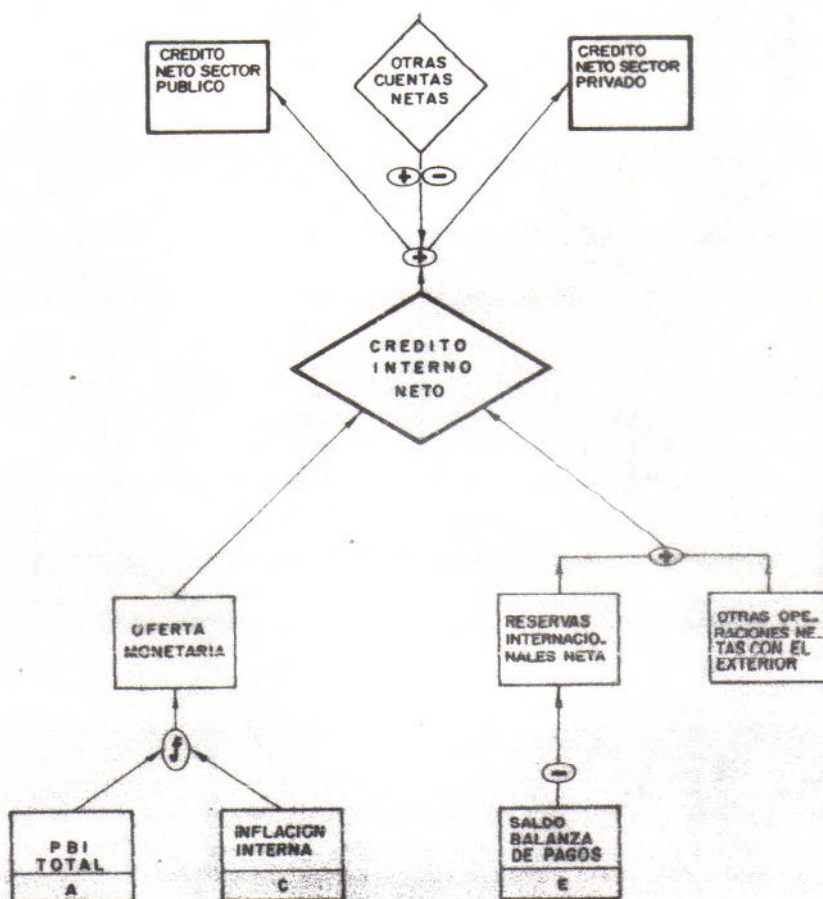 CREDITO
NETO SECTOR
PUBLICO
OTRAS
CUENTAS
NETAS
CREDITO
NETO SECTOR
PRIVADO
+ -
+
CREDITO
INTERNO
NETO
+
OFERTA
MONETARIA
RESERVAS
INTERNACIO-
NALES NETA
OTRAS OPE-
RACIONES NE-
TAS CON EL
EXTERIOR
-
PBI
TOTAL
A
INFLACION
INTERNA
C
SALDO
BALANZA
DE PAGOS
E